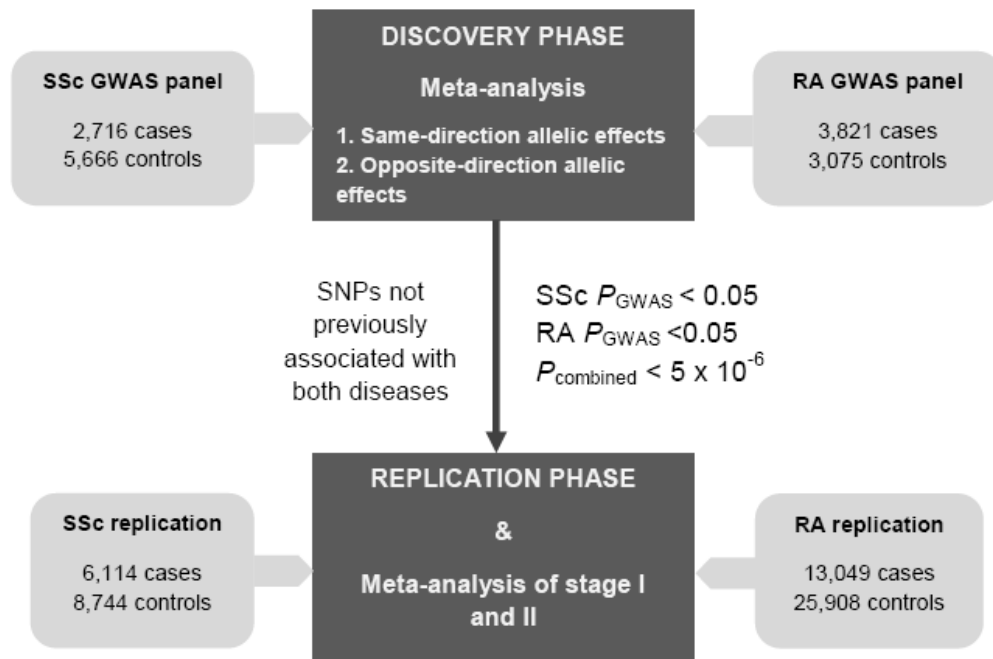 DISCOVERY PHASE
Meta-analysis
1. Same-direction allelic effects
2. Opposite-direction allelic
effects
SSc GWAS panel
2,716 cases
5,666 controls
RA GWAS panel
3,821 cases
3,075 controls
SNPs not
previously
associated with
both diseases
SSc P_GWAS < 0.05
RA P_GWAS <0.05
P_combined < 5 x 10^-6
REPLICATION PHASE
&
Meta-analysis of stage I
and II
SSc replication
6,114 cases
8,744 controls
RA replication
13,049 cases
25,908 controls